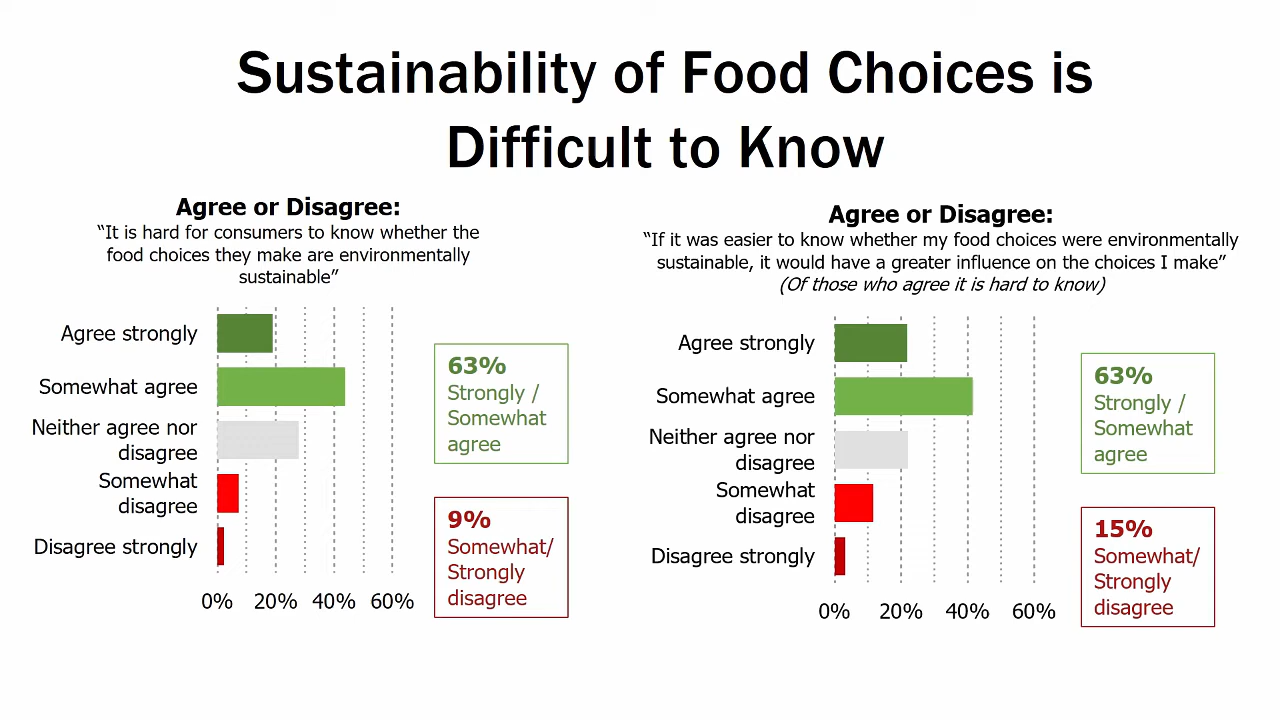 Sustainability of Food Choices is
Difficult to Know
Agree or Disagree:
“It is hard for consumers to know whether the
food choices they make are environmentally
sustainable”
Agree strongly
Somewhat agree
Neither agree nor
disagree
Somewhat
disagree
Disagree strongly
0% 20% 40% 60%
63%
Strongly /
Somewhat
agree
9%
Somewhat/
Strongly
disagree
Agree or Disagree:
“If it was easier to know whether my food choices were environmentally
sustainable, it would have a greater influence on the choices I make”
(Of those who agree it is hard to know)
Agree strongly
Somewhat agree
Neither agree nor
disagree
Somewhat
disagree
Disagree strongly
0% 20% 40% 60%
63%
Strongly /
Somewhat
agree
15%
Somewhat/
Strongly
disagree